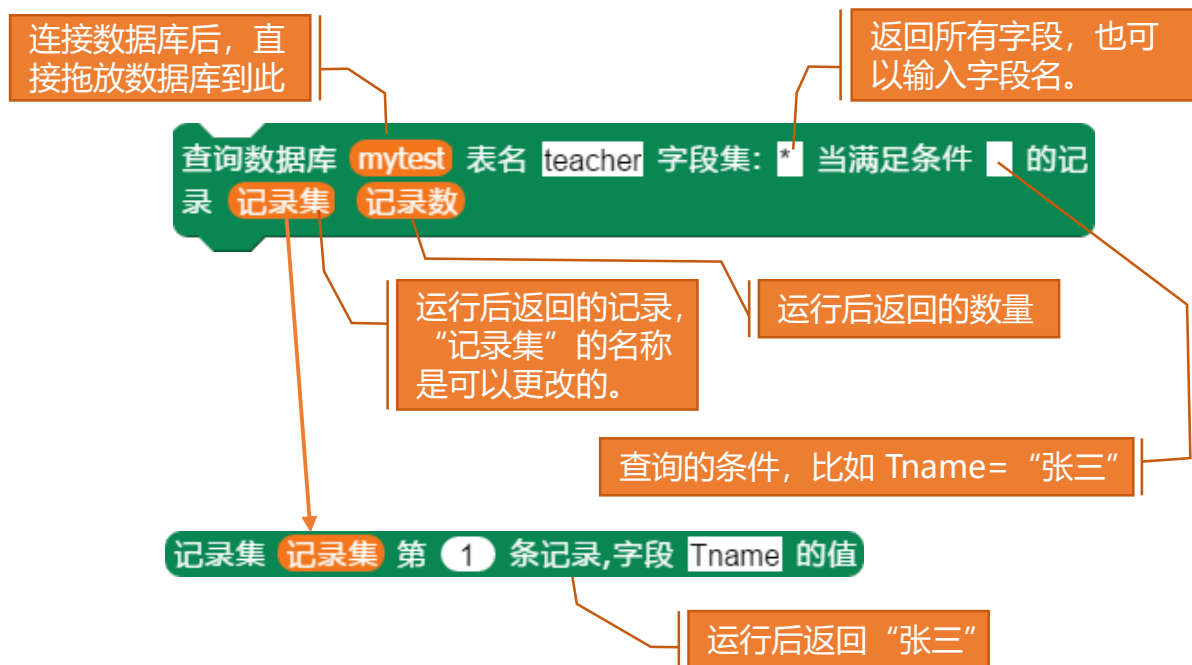 连接数据库后，直
接拖放数据库到此
返回所有字段，也可
以输入字段名。
查询数据库 mytest 表名 teacher 字段集: * 当满足条件 的记
录 记录集 记录数
运行后返回的记录，
“记录集”的名称
是可以更改的。
运行后返回的数量
查询的条件，比如 Tname=“张三”
记录集 记录集 第 1 条记录,字段 Tname 的值
运行后返回“张三”